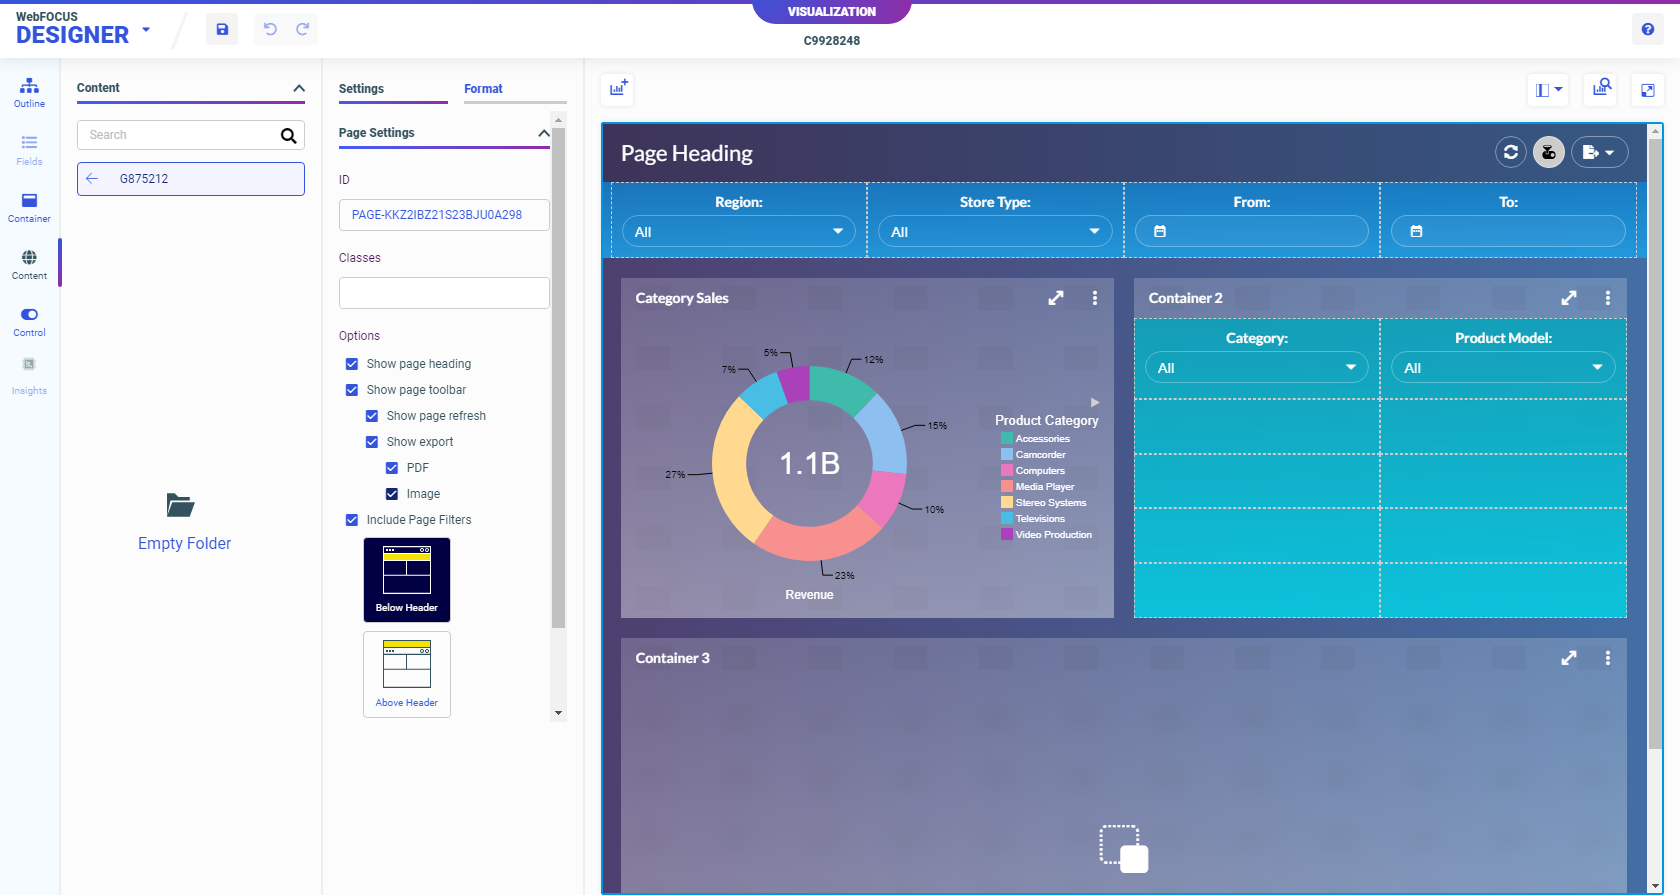 WebFOCUS
DESIGNER
VISUALIZATION
C9928248
Outline
Fields
Container
Content
Control
Insights
Content
Search
G875212
Empty Folder
Settings
Format
Page Settings
ID
PAGE-KKZ2IBZ21S23BJU0A298
Classes
Options
Show page heading
Show page toolbar
Show page refresh
Show export
PDF
Image
Include Page Filters
Below Header
Above Header
Page Heading
Region:
Store Type:
From:
To:
All
All
Category Sales
5%
12%
7%
15%
27%
10%
23%
1.1B
Revenue
Product Category
Accessories
Camcorder
Computers
Media Player
Stereo Systems
Televisions
Video Production
Container 2
Category:
Product Model:
All
All
Container 3